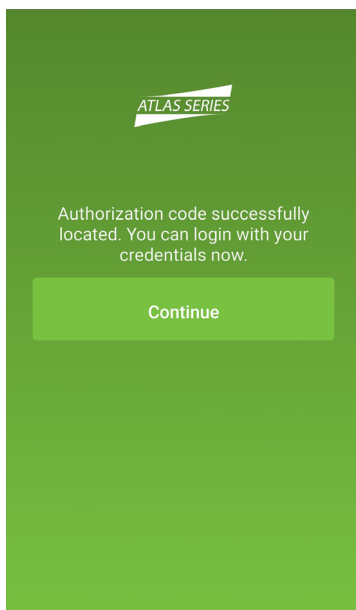 ATLAS SERIES
Authorization code successfully
located. You can login with your
credentials now.
Continue